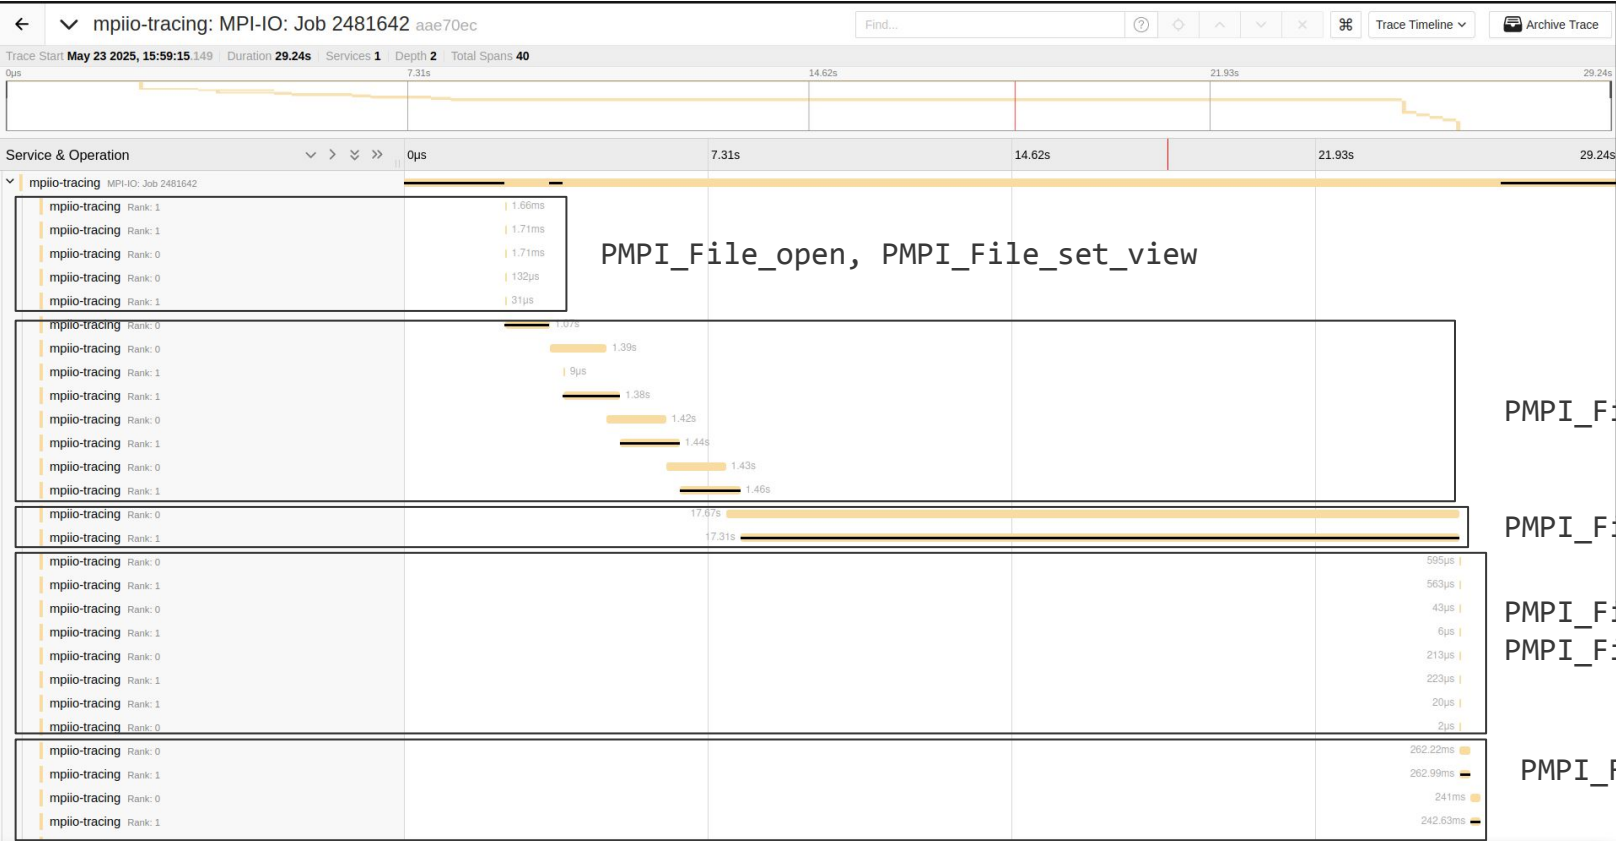 mpiio-tracing: MPI-IO: Job 2481642 aae70ec
Find...
Trace Timeline
Archive Trace
Trace Start May 23 2025, 15:59:15.149 Duration 29.24s Services 1 Depth 2 Total Spans 40
0μs 7.31s 14.62s 21.93s 29.24s
Service & Operation 0μs 7.31s 14.62s 21.93s 29.24s
mpiio-tracing MPI-IO: Job 2481642
mpiio-tracing Rank: 1 1.66ms
mpiio-tracing Rank: 1 1.71ms
mpiio-tracing Rank: 0 1.71ms
PMPI_File_open, PMPI_File_set_view
mpiio-tracing Rank: 0 132μs
mpiio-tracing Rank: 1 31μs
mpiio-tracing Rank: 0 1.07s
mpiio-tracing Rank: 0 1.39s
mpiio-tracing Rank: 1 9μs
mpiio-tracing Rank: 1 1.38s
PMPI_Fi
mpiio-tracing Rank: 0 1.42s
mpiio-tracing Rank: 1 1.44s
mpiio-tracing Rank: 0 1.43s
mpiio-tracing Rank: 1 1.46s
mpiio-tracing Rank: 0 17.67s
PMPI_Fi
mpiio-tracing Rank: 1 17.31s
mpiio-tracing Rank: 0 595μs
mpiio-tracing Rank: 1 563μs
mpiio-tracing Rank: 0 43μs
PMPI_Fi
mpiio-tracing Rank: 1 6μs
PMPI_Fi
mpiio-tracing Rank: 0 213μs
mpiio-tracing Rank: 1 223μs
mpiio-tracing Rank: 1 20μs
mpiio-tracing Rank: 0 2μs
mpiio-tracing Rank: 0 262.22ms
mpiio-tracing Rank: 1 262.99ms
PMPI_F
mpiio-tracing Rank: 0 241ms
mpiio-tracing Rank: 1 242.63ms